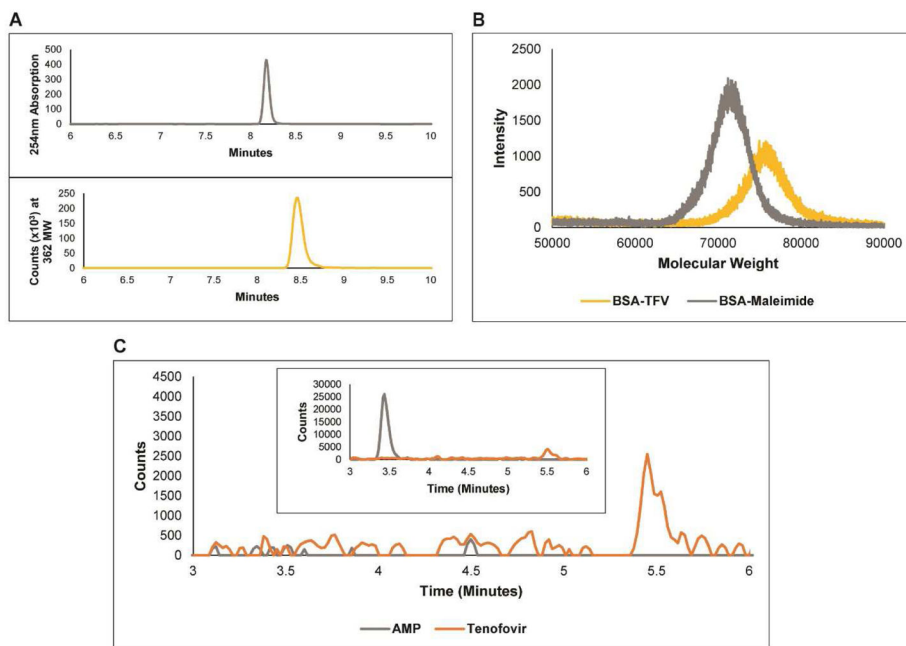 A
500
400
300
200
100
0
254nm Absorption
6 6.5 7 7.5 8 8.5 9 9.5 10
Minutes
250
200
150
100
50
0
Counts (x10³) at
362 MW
6 6.5 7 7.5 8 8.5 9 9.5 10
Minutes
B
2500
2000
1500
1000
500
0
Intensity
50000 60000 70000 80000 90000
Molecular Weight
BSA-TFV BSA-Maleimide
C
4500
4000
3500
3000
2500
2000
1500
1000
500
0
Counts
30000
25000
20000
15000
10000
5000
0
Counts
3 3.5 4 4.5 5 5.5 6
Time (Minutes)
3 3.5 4 4.5 5 5.5 6
Time (Minutes)
AMP Tenofovir